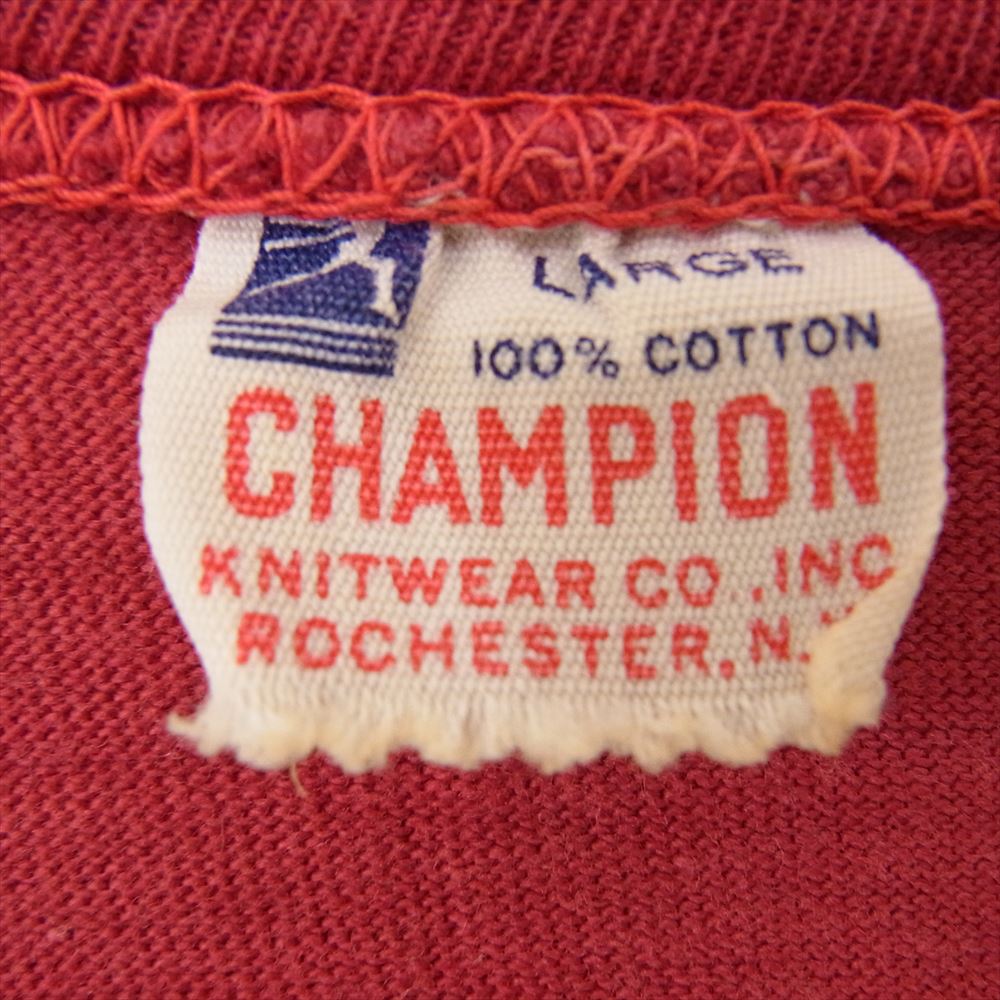 LARGE
100% COTTON
CHAMPION
KNITWEAR CO., INC
ROCHESTER, N.